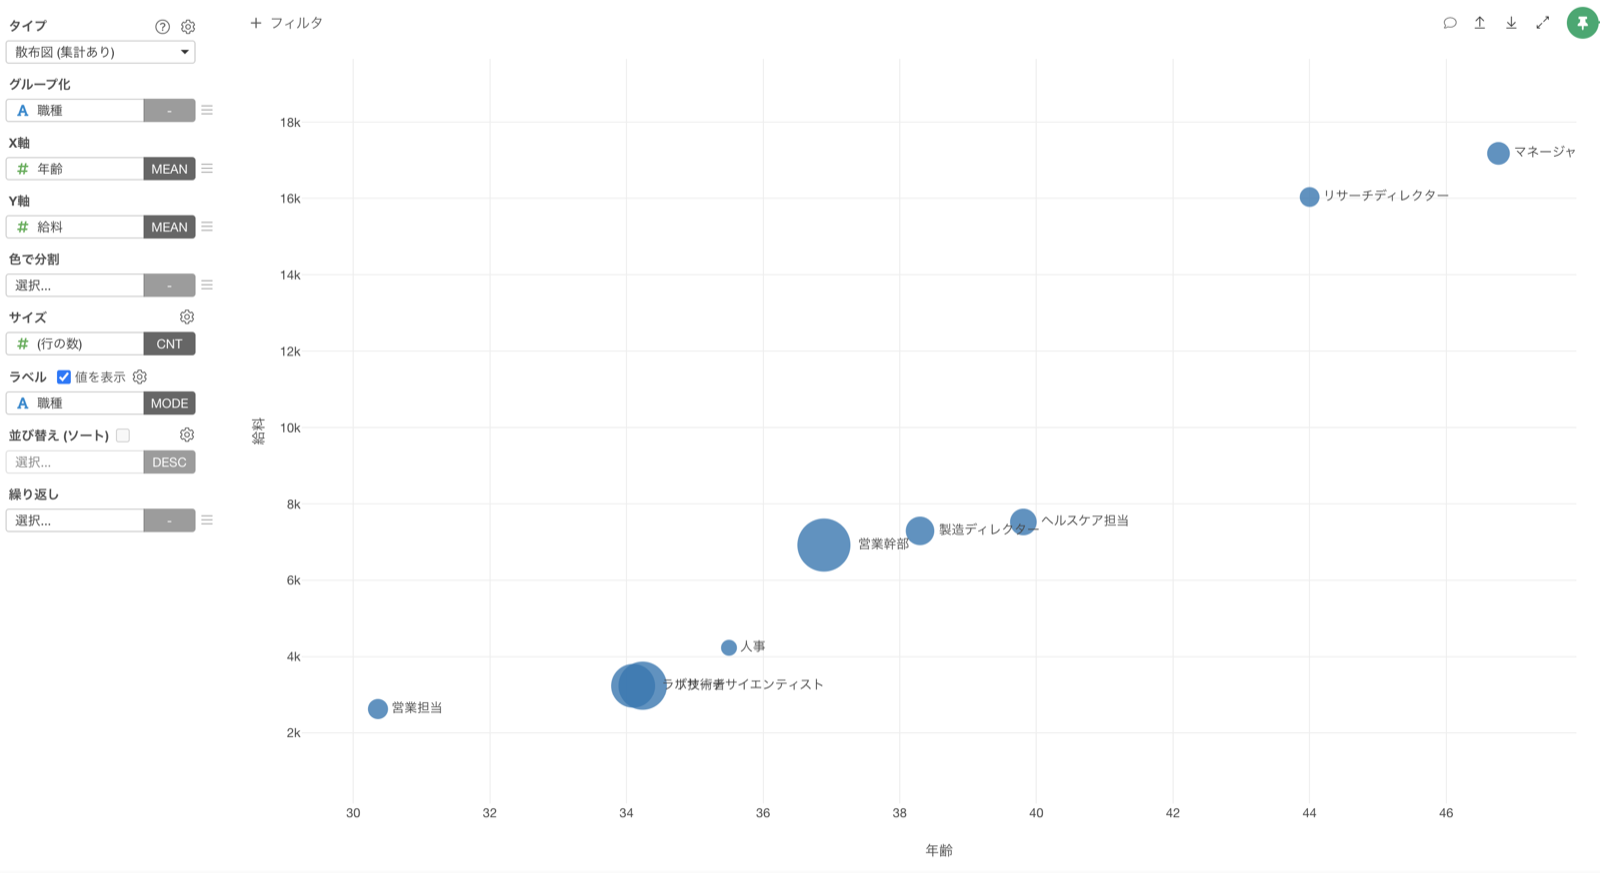 タイプ
散布図 (集計あり)
グループ化
職種 -
X軸
年齢 MEAN
Y軸
給料 MEAN
色で分割
選択... -
サイズ
(行の数) CNT
ラベル 値を表示
職種 MODE
並び替え (ソート)
選択... DESC
繰り返し
選択... -
+ フィルタ
18k
16k
14k
12k
10k
8k
6k
4k
2k
給料
マネージャ
リサーチディレクター
ヘルスケア担当
製造ディレクター
営業幹部
人事
サイエンティスト
営業担当
30 32 34 36 38 40 42 44 46
年齢